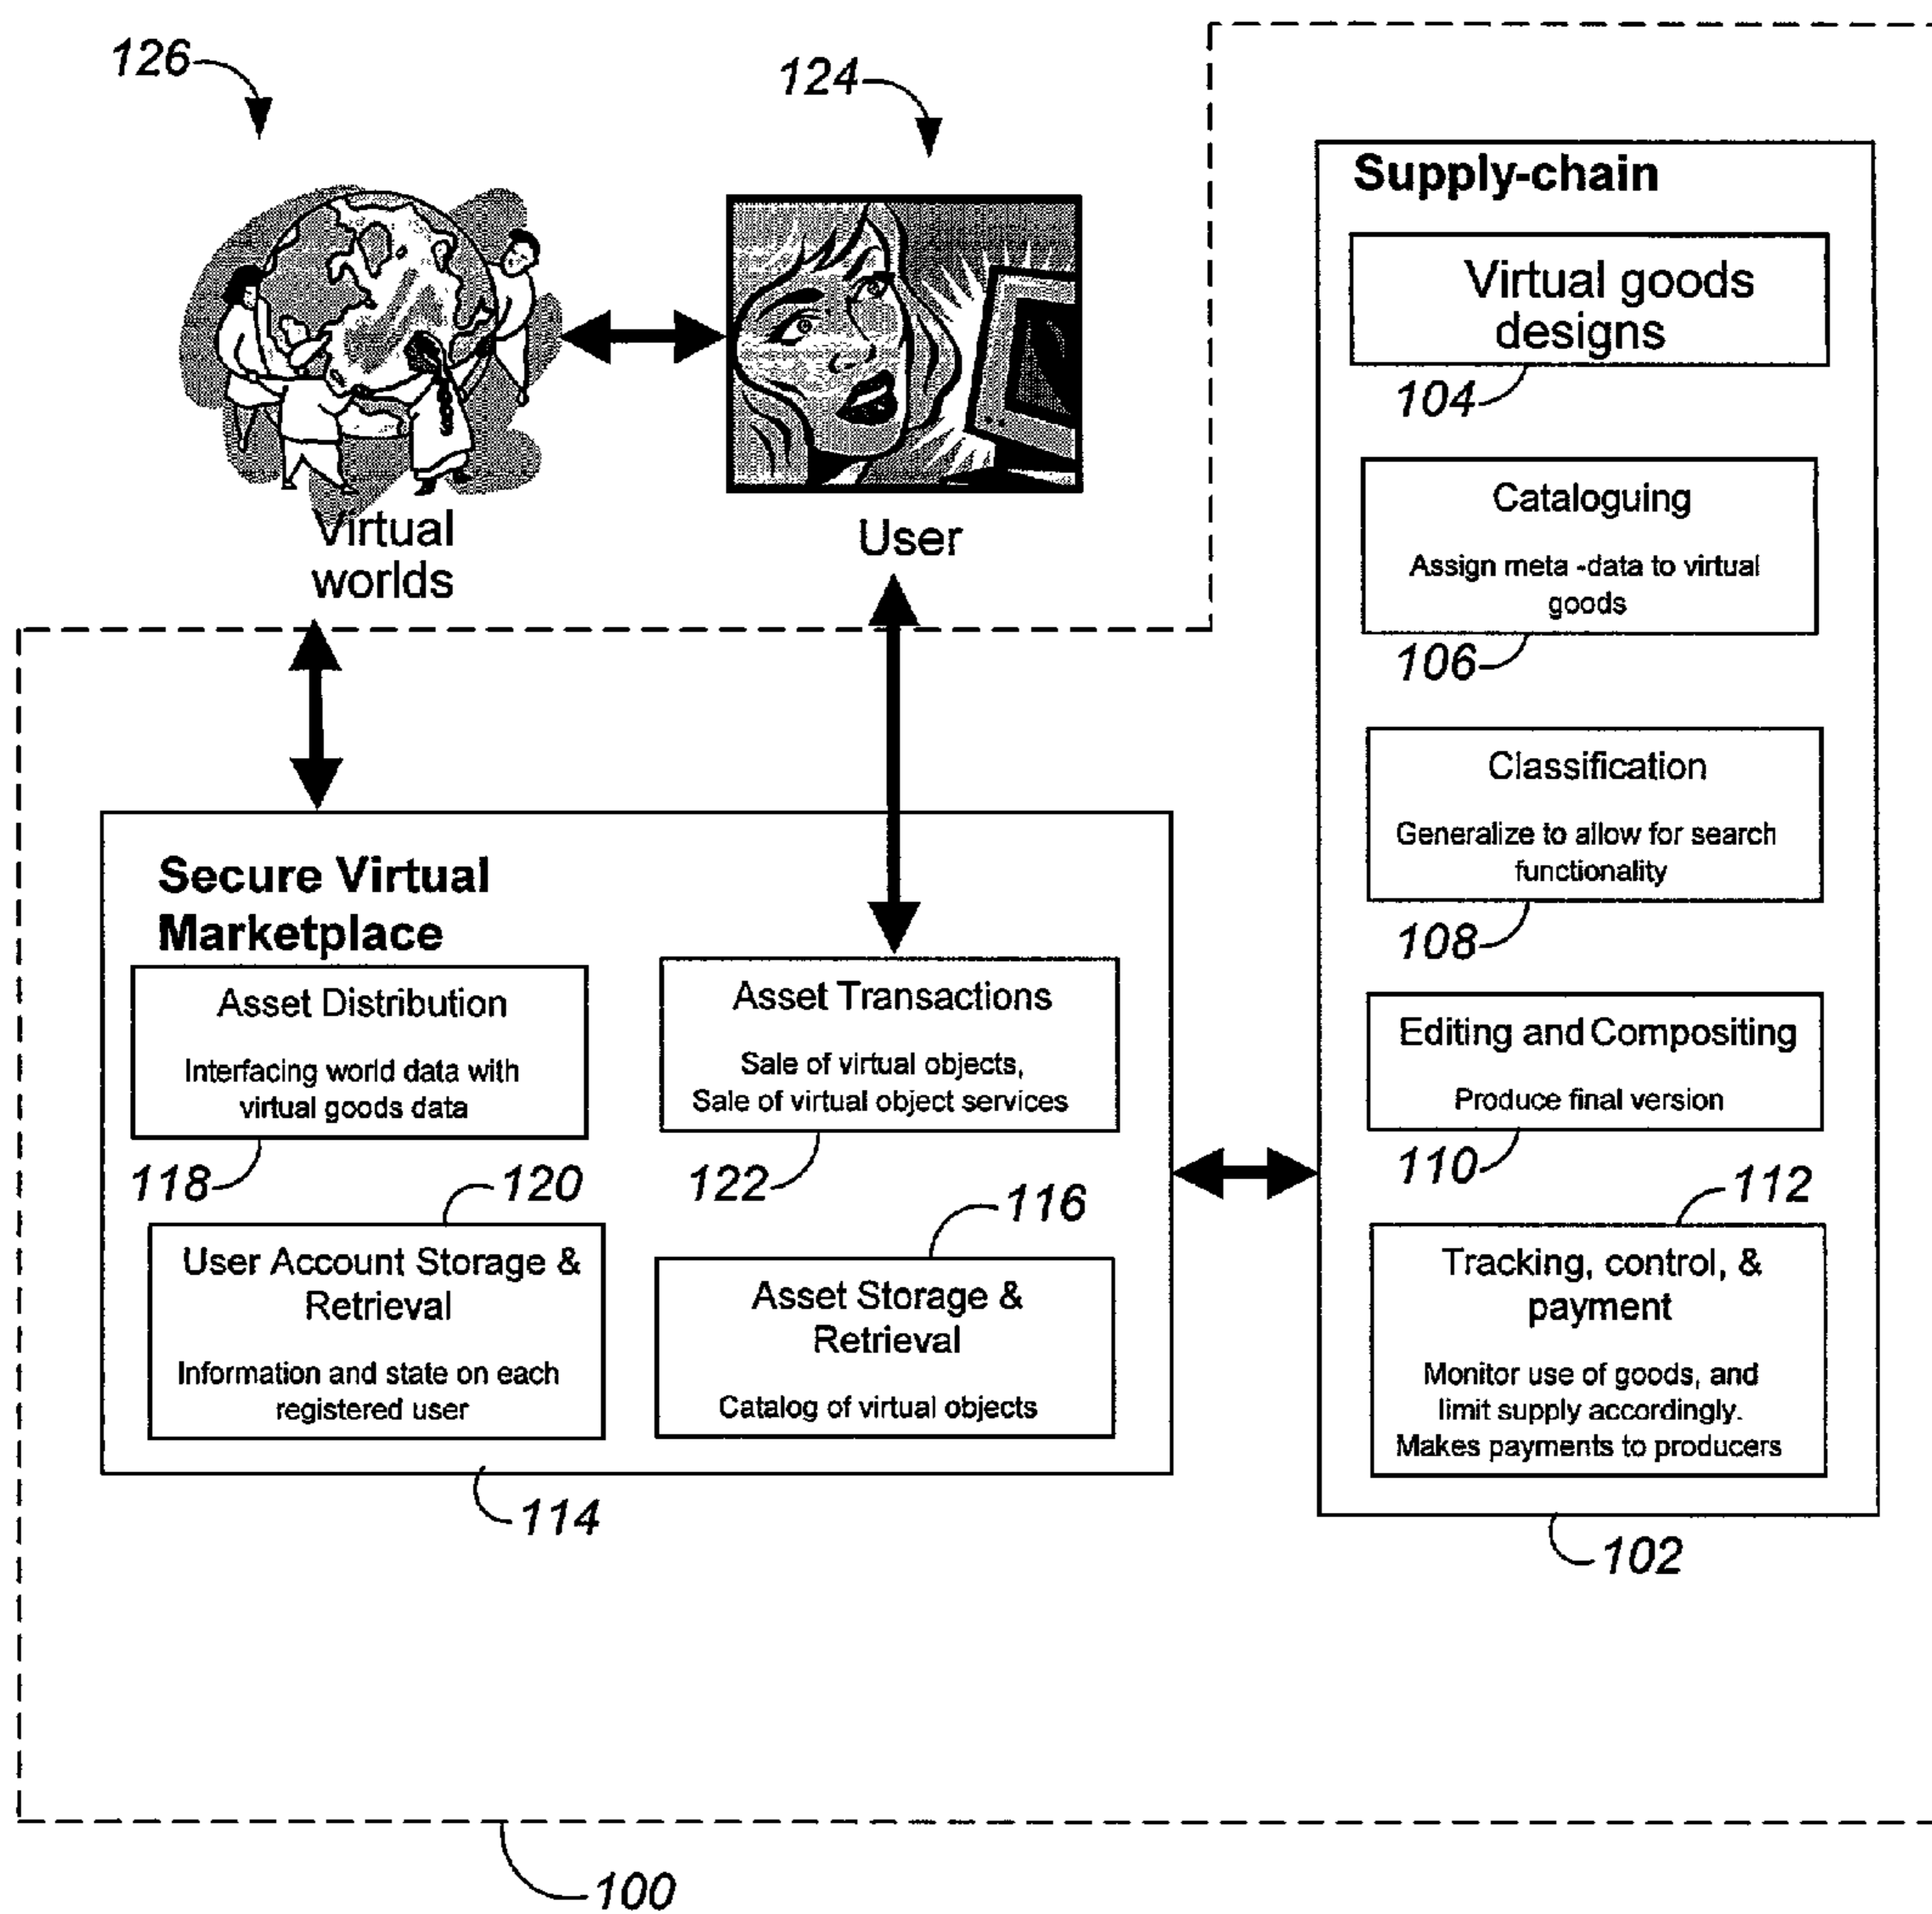 126
124
Virtual
worlds
User
Supply-chain
Virtual goods
designs
104
Cataloguing
Assign meta -data to virtual
goods
106
Classification
Generalize to allow for search
functionality
108
Editing and Compositing
Produce final version
110
112
Tracking, control, &
payment
Monitor use of goods, and
limit supply accordingly.
Makes payments to producers
102
Secure Virtual
Marketplace
Asset Distribution
Interfacing world data with
virtual goods data
118
Asset Transactions
Sale of virtual objects,
Sale of virtual object services
122
120
User Account Storage &
Retrieval
Information and state on each
registered user
116
Asset Storage &
Retrieval
Catalog of virtual objects
114
100